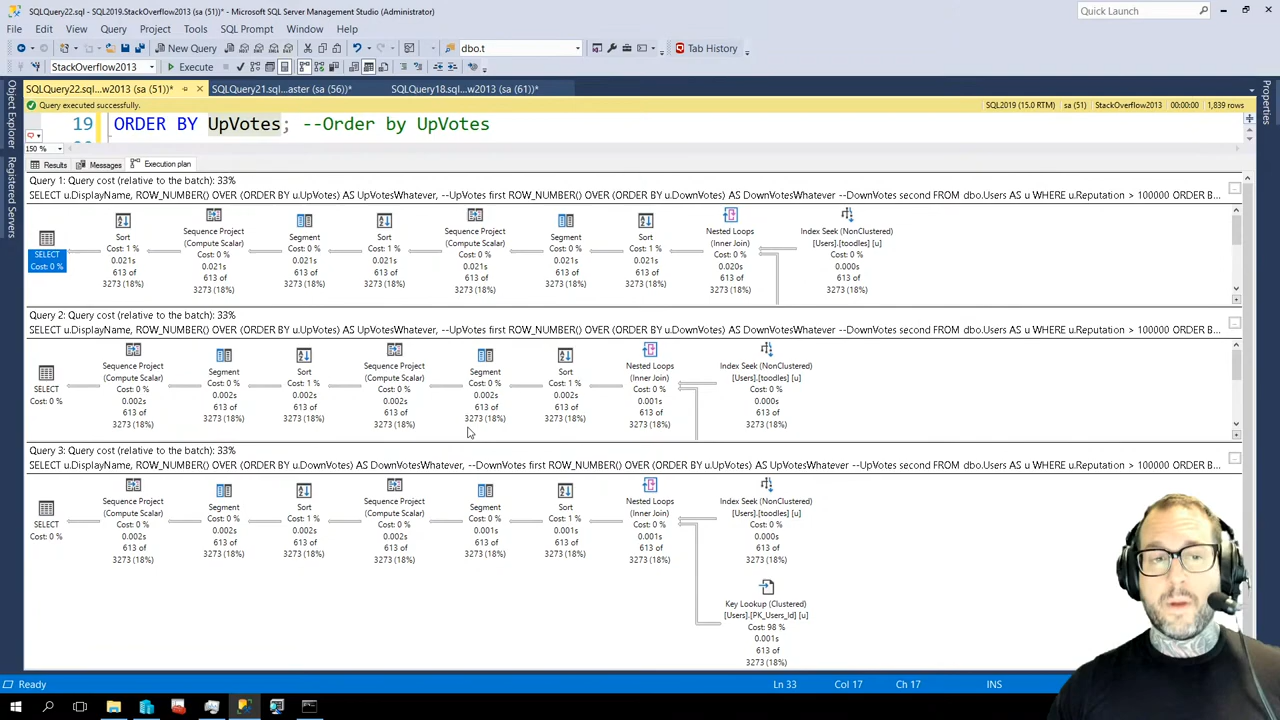 SQLQuery22.sql - SQL2019.StackOverflow2013 (sa (51))* - Microsoft SQL Server Management Studio (Administrator)
Quick Launch
File Edit View Query Project Tools SQL Prompt Window Help
New Query dbo.t Tab History
StackOverflow2013 Execute
SQLQuery22.sql...w2013 (sa (51))* SQLQuery21.sql...aster (sa (56))* SQLQuery18.sql...w2013 (sa (61))*
Query executed successfully. SQL2019 (15.0 RTM) sa (51) StackOverflow2013 00:00:00 1,839 rows
Object Explorer
Registered Servers
Properties
19 ORDER BY UpVotes; --Order by UpVotes
150 %
Results Messages Execution plan
Query 1: Query cost (relative to the batch): 33%
SELECT u.DisplayName, ROW_NUMBER() OVER (ORDER BY u.UpVotes) AS UpVotesWhatever, --UpVotes first ROW_NUMBER() OVER (ORDER BY u.DownVotes) AS DownVotesWhatever --DownVotes second FROM dbo.Users AS u WHERE u.Reputation > 100000 ORDER B...
Sort Sequence Project Segment Sort Sequence Project Segment Sort Nested Loops Index Seek (NonClustered)
SELECT Cost: 1 % (Compute Scalar) Cost: 0 % Cost: 1 % (Compute Scalar) Cost: 0 % Cost: 1 % (Inner Join) [Users].[toodles] [u]
Cost: 0 % 0.021s Cost: 0 % 0.021s 0.021s Cost: 0 % 0.021s 0.021s Cost: 0 % Cost: 0 %
613 of 0.021s 613 of 613 of 0.021s 613 of 613 of 0.020s 0.000s
3273 (18%) 613 of 3273 (18%) 3273 (18%) 613 of 3273 (18%) 3273 (18%) 613 of 613 of
3273 (18%) 3273 (18%) 3273 (18%) 3273 (18%)
Query 2: Query cost (relative to the batch): 33%
SELECT u.DisplayName, ROW_NUMBER() OVER (ORDER BY u.UpVotes) AS UpVotesWhatever, --UpVotes first ROW_NUMBER() OVER (ORDER BY u.DownVotes) AS DownVotesWhatever --DownVotes second FROM dbo.Users AS u WHERE u.Reputation > 100000 ...
Sequence Project Segment Sort Sequence Project Segment Sort Nested Loops Index Seek (NonClustered)
SELECT (Compute Scalar) Cost: 0 % Cost: 1 % (Compute Scalar) Cost: 0 % Cost: 1 % (Inner Join) [Users].[toodles] [u]
Cost: 0 % Cost: 0 % 0.002s 0.002s Cost: 0 % 0.002s 0.002s Cost: 0 % Cost: 0 %
0.002s 613 of 613 of 0.002s 613 of 613 of 0.001s 0.000s
613 of 3273 (18%) 3273 (18%) 613 of 3273 (18%) 3273 (18%) 613 of 613 of
3273 (18%) 3273 (18%) 3273 (18%) 3273 (18%)
Query 3: Query cost (relative to the batch): 33%
SELECT u.DisplayName, ROW_NUMBER() OVER (ORDER BY u.DownVotes) AS DownVotesWhatever, --DownVotes first ROW_NUMBER() OVER (ORDER BY u.UpVotes) AS UpVotesWhatever --UpVotes second FROM dbo.Users AS u WHERE u.Reputation > 100000 ...
Sequence Project Segment Sort Sequence Project Segment Sort Nested Loops Index Seek (NonClustered)
SELECT (Compute Scalar) Cost: 0 % Cost: 1 % (Compute Scalar) Cost: 0 % Cost: 1 % (Inner Join) [Users].[toodles] [u]
Cost: 0 % Cost: 0 % 0.002s 0.002s Cost: 0 % 0.001s 0.001s Cost: 0 % Cost: 0 %
0.002s 613 of 613 of 0.002s 613 of 613 of 0.001s 0.000s
613 of 3273 (18%) 3273 (18%) 613 of 3273 (18%) 3273 (18%) 613 of 613 of
3273 (18%) 3273 (18%) 3273 (18%) 3273 (18%)
Key Lookup (Clustered)
[Users].[PK_Users_Id] [u]
Cost: 98 %
0.001s
613 of
3273 (18%)
Ready Ln 33 Col 17 Ch 17 INS